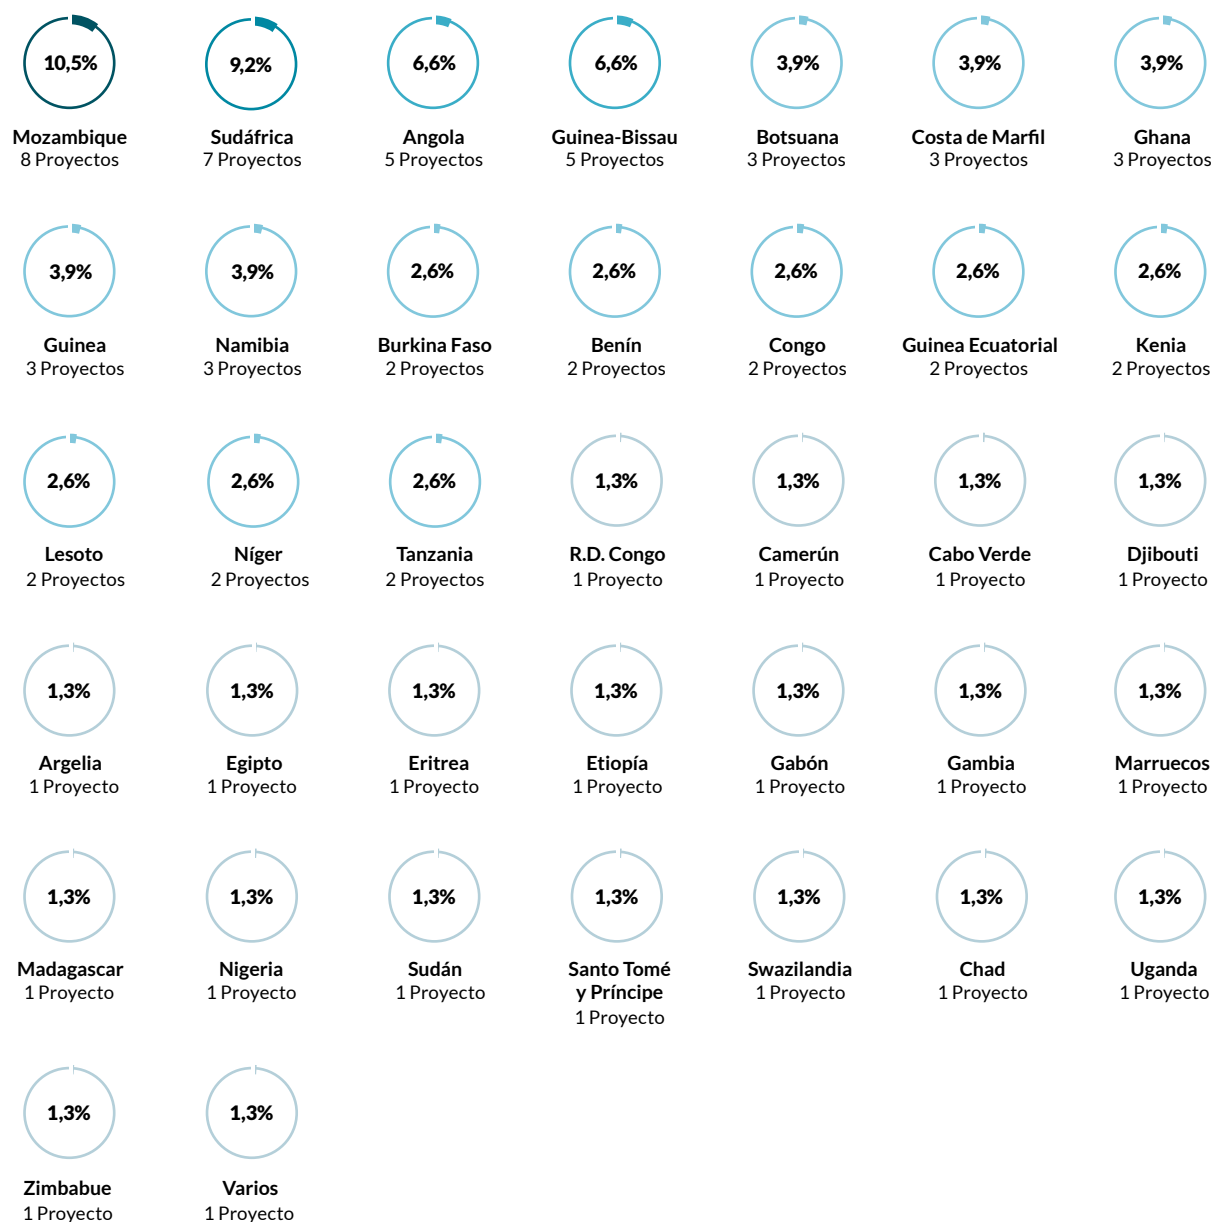 10,5%
9,2%
6,6%
6,6%
3,9%
3,9%
3,9%
Mozambique
Sudáfrica
Angola
Guinea-Bissau
Botsuana
Costa de Marfil
Ghana
8 Proyectos
7 Proyectos
5 Proyectos
5 Proyectos
3 Proyectos
3 Proyectos
3 Proyectos
3,9%
3,9%
2,6%
2,6%
2,6%
2,6%
2,6%
Guinea
Namibia
Burkina Faso
Benín
Congo
Guinea Ecuatorial
Kenia
3 Proyectos
3 Proyectos
2 Proyectos
2 Proyectos
2 Proyectos
2 Proyectos
2 Proyectos
2,6%
2,6%
2,6%
1,3%
1,3%
1,3%
1,3%
Lesoto
Níger
Tanzania
R.D. Congo
Camerún
Cabo Verde
Djibouti
2 Proyectos
2 Proyectos
2 Proyectos
1 Proyecto
1 Proyecto
1 Proyecto
1 Proyecto
1,3%
1,3%
1,3%
1,3%
1,3%
1,3%
1,3%
Argelia
Egipto
Eritrea
Etiopía
Gabón
Gambia
Marruecos
1 Proyecto
1 Proyecto
1 Proyecto
1 Proyecto
1 Proyecto
1 Proyecto
1 Proyecto
1,3%
1,3%
1,3%
1,3%
1,3%
1,3%
1,3%
Madagascar
Nigeria
Sudán
Santo Tomé
y Príncipe
Swazilandia
Chad
Uganda
1 Proyecto
1 Proyecto
1 Proyecto
1 Proyecto
1 Proyecto
1 Proyecto
1 Proyecto
1,3%
1,3%
Zimbabue
Varios
1 Proyecto
1 Proyecto